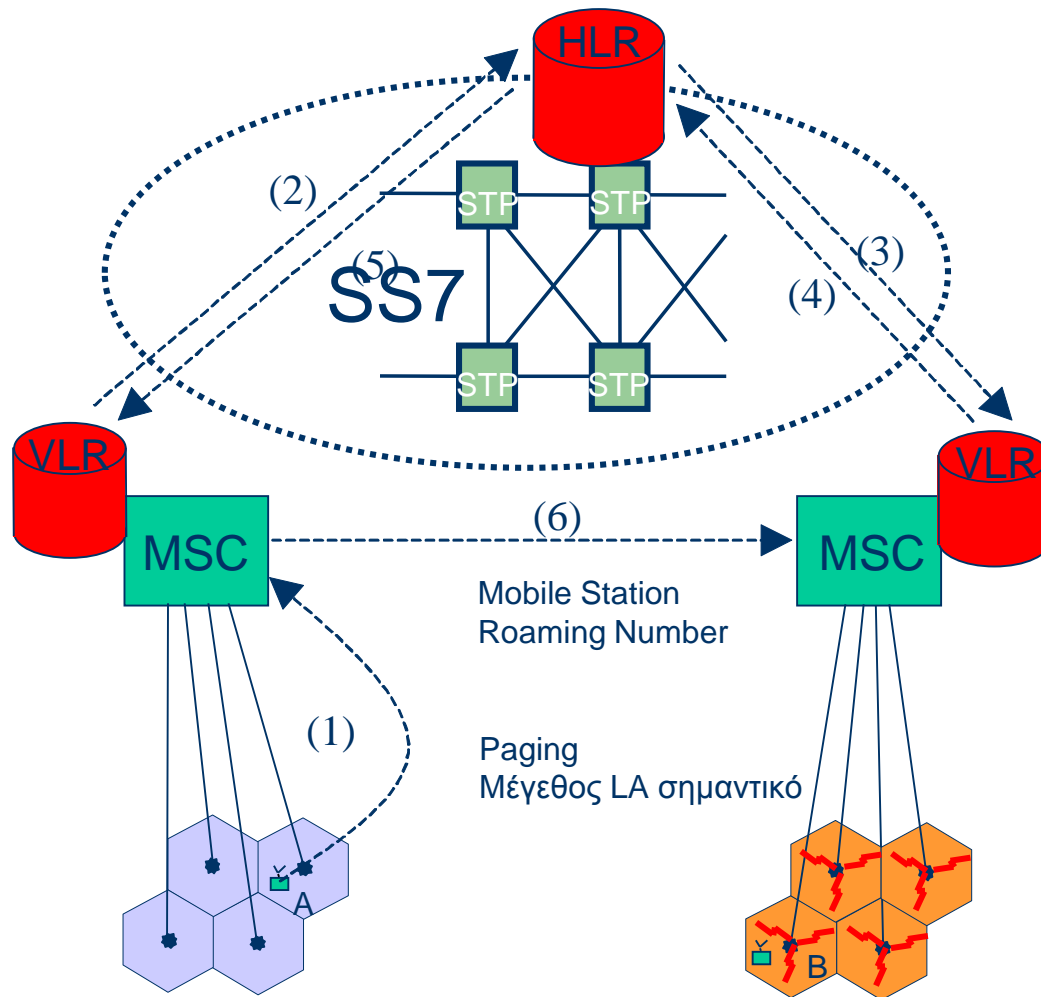 HLR
(2)
STP STP
(5)
(3)
SS7
(4)
STP STP
VLR
VLR
(6)
MSC
MSC
Mobile Station
Roaming Number
(1)
Paging
Μέγεθος LA σημαντικό
A
B